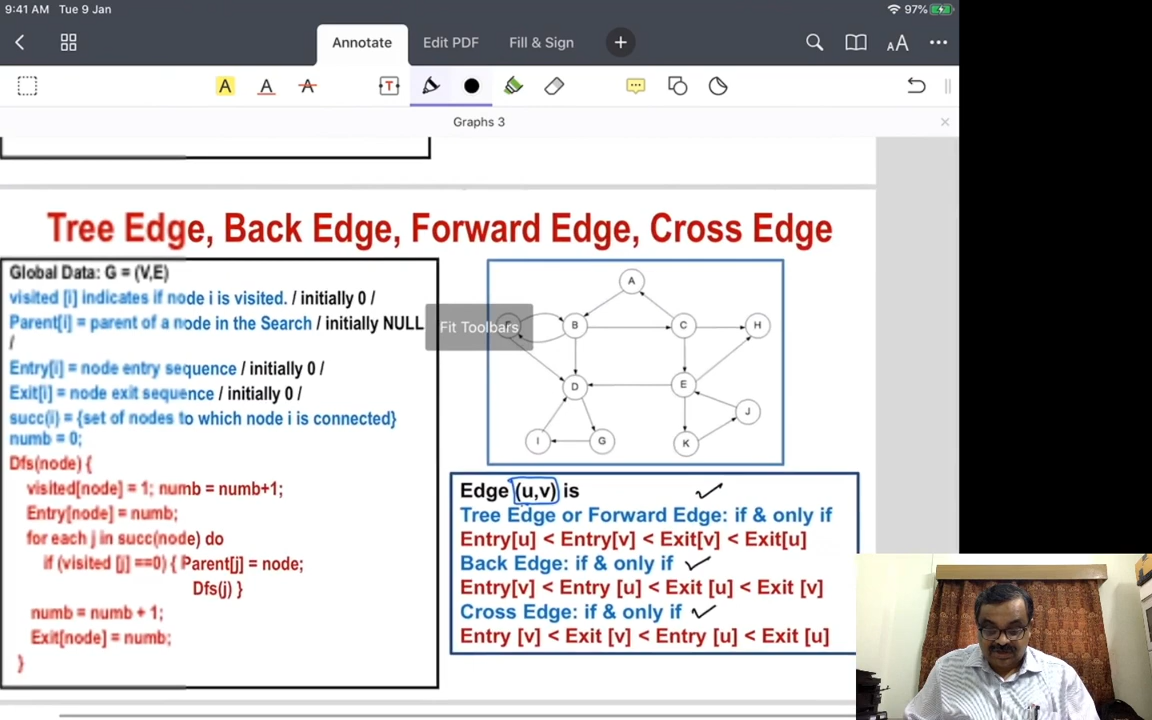 9:41 AM Tue 9 Jan
97%
Annotate
Edit PDF
Fill & Sign
A
A
A
T
AA
Graphs 3
Tree Edge, Back Edge, Forward Edge, Cross Edge
Global Data: G = (V,E)
visited [i] indicates if node i is visited. / initially 0 /
Parent[i] = parent of a node in the Search / initially NULL
/
Entry[i] = node entry sequence / initially 0 /
Exit[i] = node exit sequence / initially 0 /
succ(i) = {set of nodes to which node i is connected}
numb = 0;
Dfs(node) {
visited[node] = 1; numb = numb+1;
Entry[node] = numb;
for each j in succ(node) do
if (visited [j] ==0) { Parent[j] = node;
Dfs(j) }
numb = numb + 1;
Exit[node] = numb;
}
Fit Toolbars
A
B
C
H
D
E
J
I
G
K
Edge (u,v) is
Tree Edge or Forward Edge: if & only if
Entry[u] < Entry[v] < Exit[v] < Exit[u]
Back Edge: if & only if
Entry[v] < Entry [u] < Exit [u] < Exit [v]
Cross Edge: if & only if
Entry [v] < Exit [v] < Entry [u] < Exit [u]